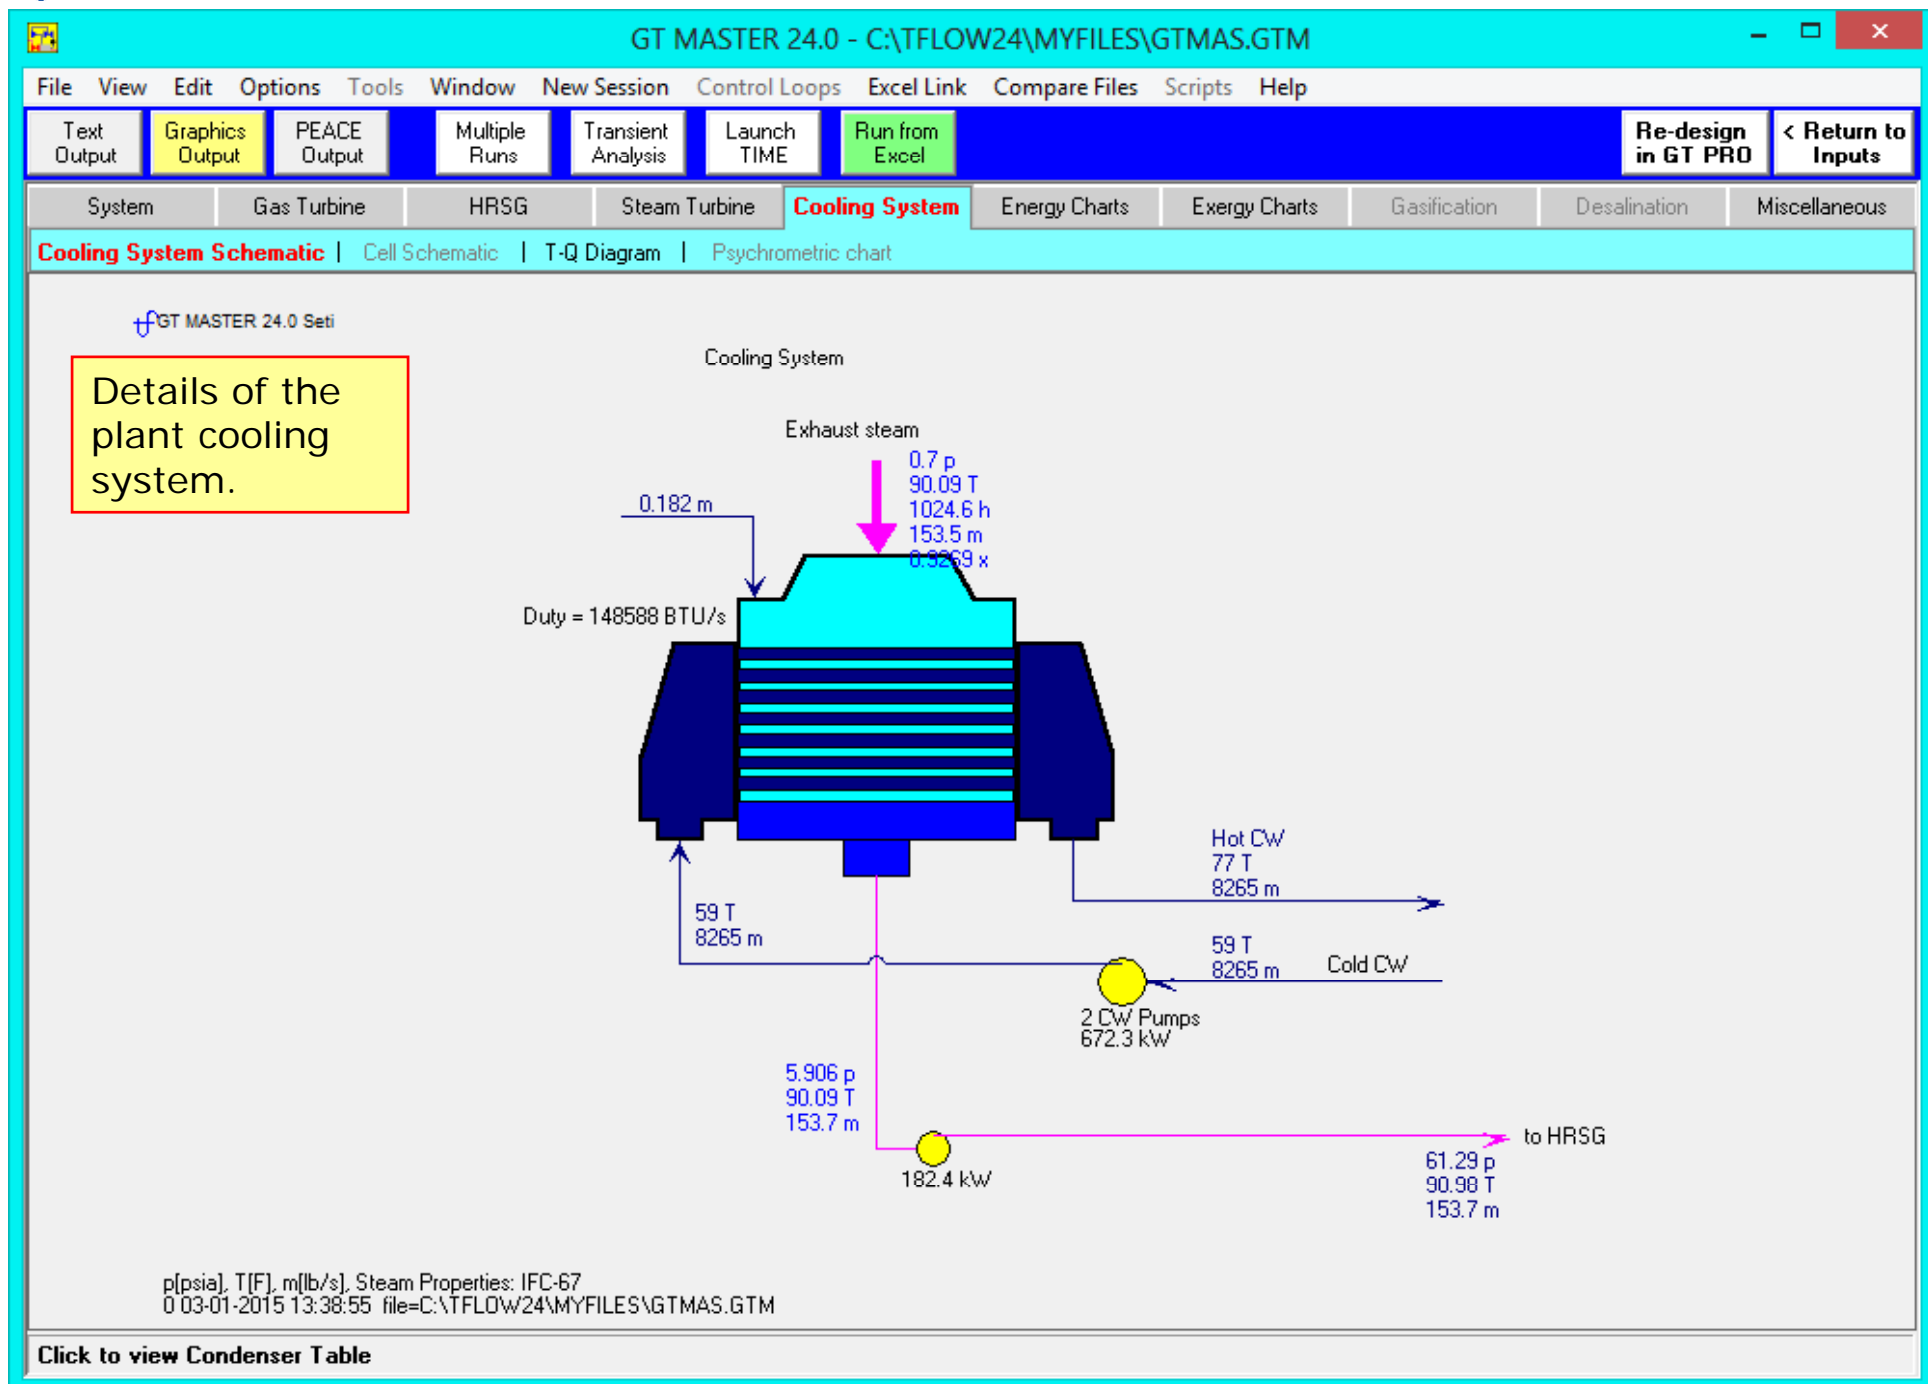 GT MASTER 24.0 - C:\TFLOW24\MYFILES\GTMAS.GTM
File View Edit Options Tools Window New Session Control Loops Excel Link Compare Files Scripts Help
Text Output
Graphics Output
PEACE Output
Multiple Runs
Transient Analysis
Launch TIME
Run from Excel
Re-design in GT PRO
< Return to Inputs
System Gas Turbine HRSG Steam Turbine Cooling System Energy Charts Exergy Charts Gasification Desalination Miscellaneous
Cooling System Schematic | Cell Schematic | T-Q Diagram | Psychrometric chart
GT MASTER 24.0 Seti
Details of the
plant cooling
system.
Cooling System
Exhaust steam
0.7 p
90.09 T
1024.6 h
153.5 m
0.9269 x
0.182 m
Duty = 148588 BTU/s
Hot CW
77 T
8265 m
59 T
8265 m
59 T
8265 m
Cold CW
2 CW Pumps
672.3 kW
5.906 p
90.09 T
153.7 m
182.4 kW
to HRSG
61.29 p
90.98 T
153.7 m
p[psia], T[F], m[lb/s], Steam Properties: IFC-67
0 03-01-2015 13:38:55 file=C:\TFLOW24\MYFILES\GTMAS.GTM
Click to view Condenser Table